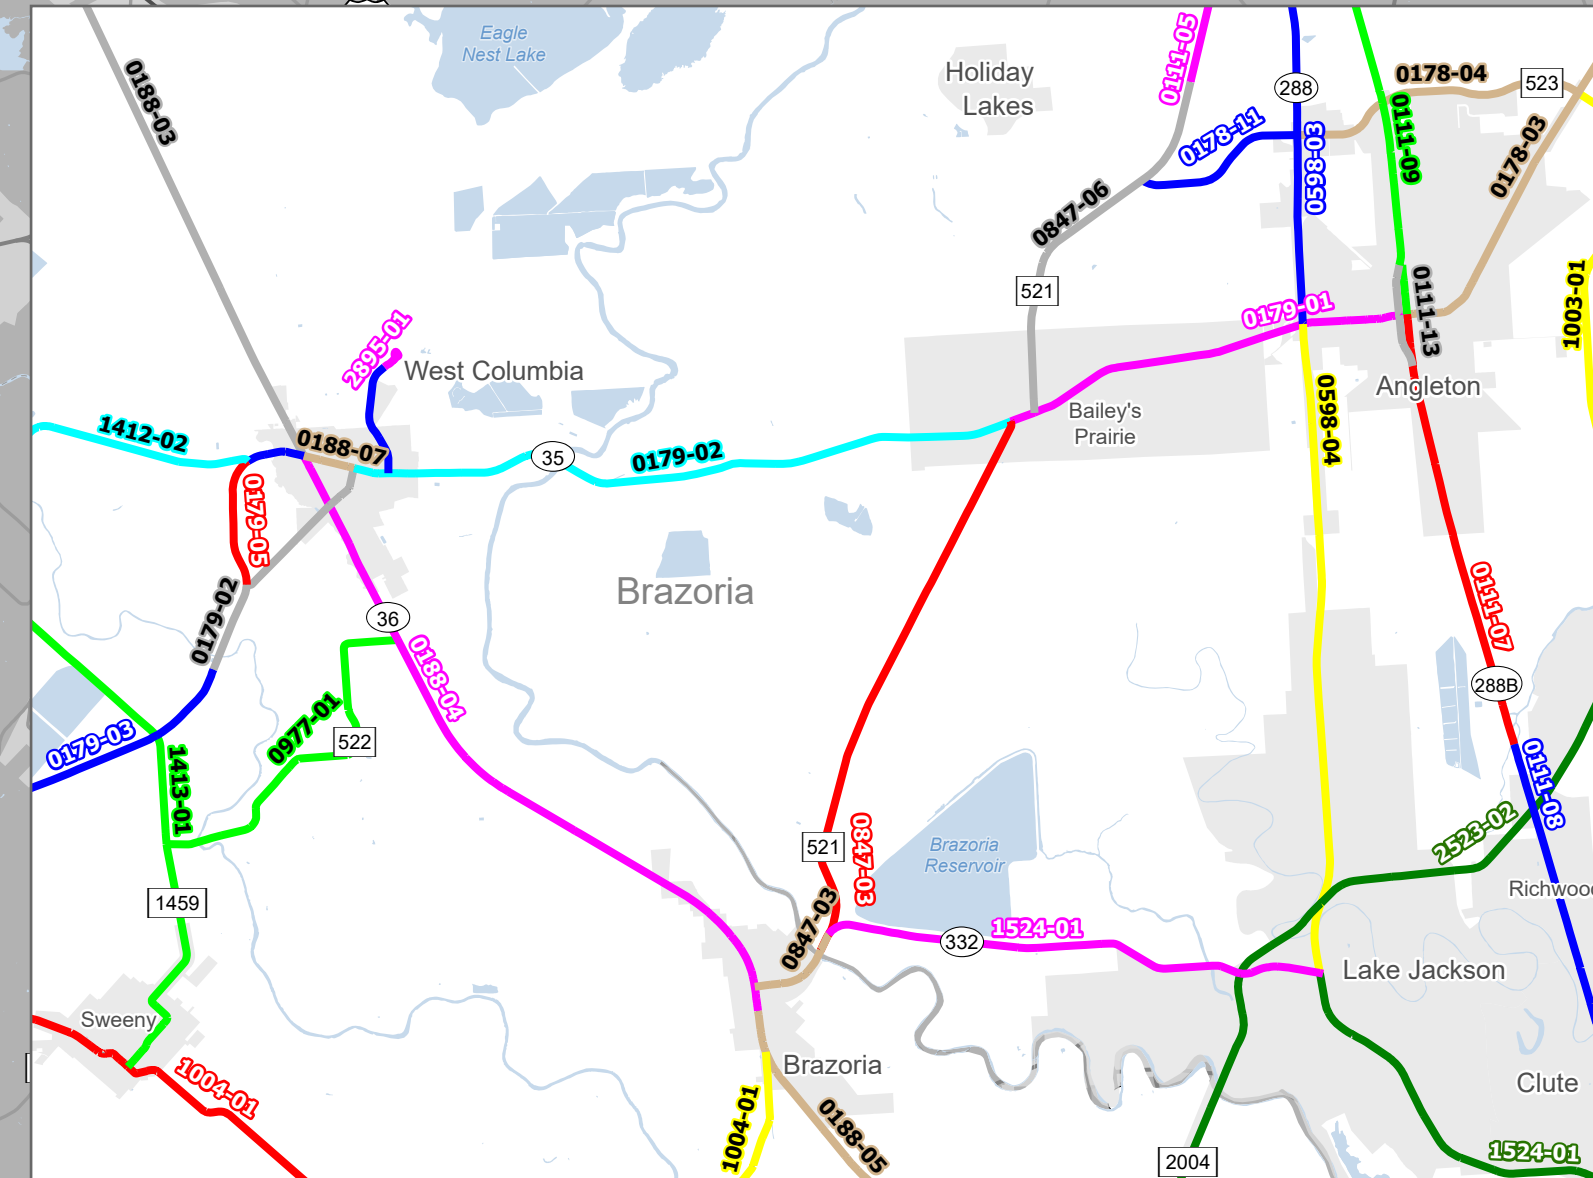 Eagle
Nest Lake
0188-03
Holiday
Lakes
0111-05
288
0178-04
523
0178-11
0598-03
0111-09
0178-03
0847-06
521
1003-01
0179-01
0111-13
2895-01
West Columbia
Angleton
Bailey's
Prairie
0598-04
1412-02
0188-07
35
0179-02
0179-05
Brazoria
0179-02
36
0188-04
0111-07
288B
0977-01
522
0179-03
1413-01
0111-08
2523-02
521
0847-03
Brazoria
Reservoir
Richwoo
1459
0847-03
332
1524-01
Lake Jackson
Sweeny
1004-01
Brazoria
Clute
1004-01
0188-05
2004
1524-01